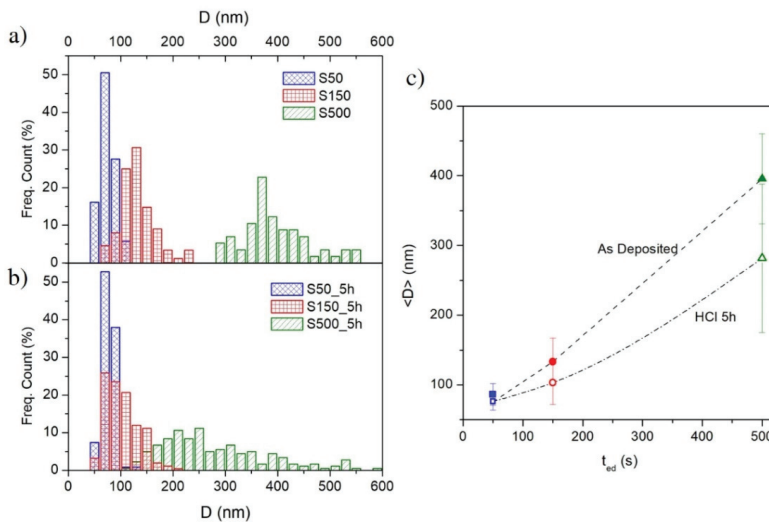 D (nm)
0 100 200 300 400 500 600
a)
50
40
30
20
10
0
Freq. Count (%)
S50
S150
S500
b)
50
40
30
20
10
0
Freq. Count (%)
S50_5h
S150_5h
S500_5h
0 100 200 300 400 500 600
D (nm)
c)
500
400
300
200
100
<D> (nm)
As Deposited
HCl 5h
0 100 200 300 400 500
t_ed (s)